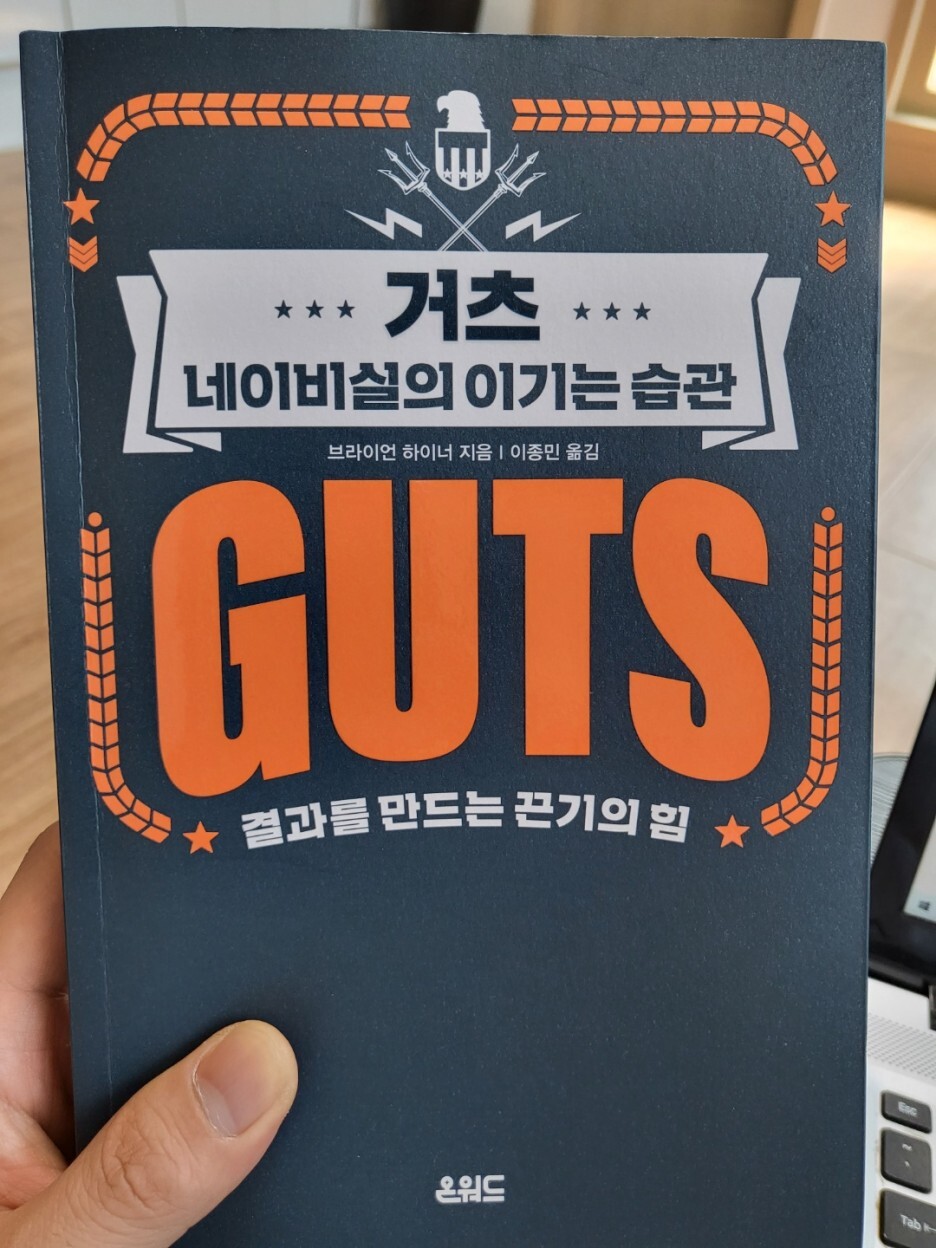 거츠
네이비실의 이기는 습관
브라이언 하이너 지음 | 이종민 옮김
GUTS
결과를 만드는 끈기의 힘
온워드
Esc
Tab